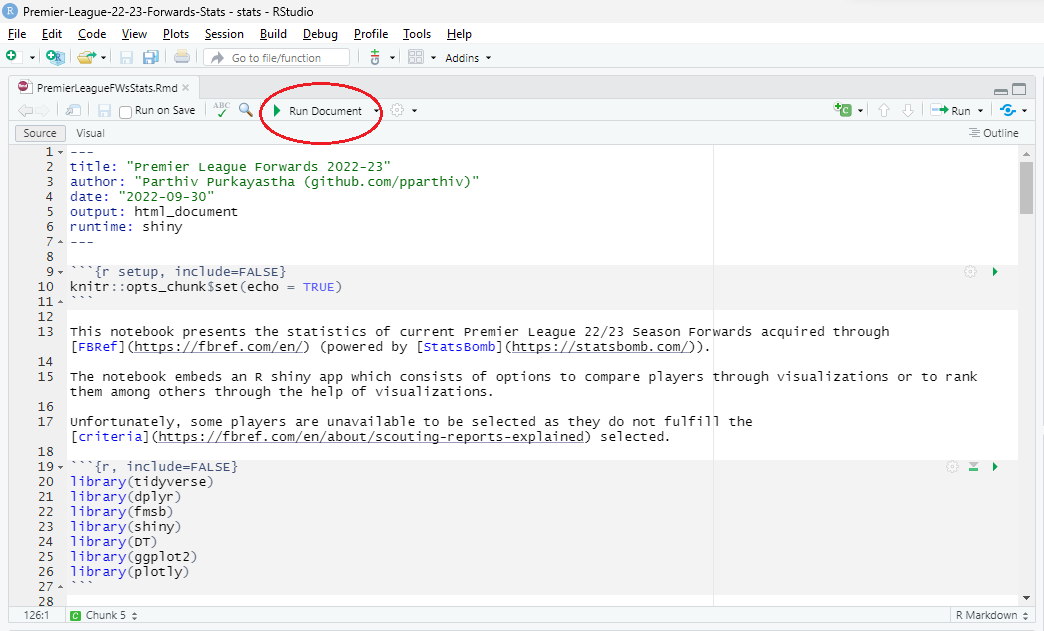 Premier-League-22-23-Forwards-Stats - stats - RStudio
File Edit Code View Plots Session Build Debug Profile Tools Help
Go to file/function Addins
PremierLeagueFWsStats.Rmd
Run on Save ABC Run Document Run
Source Visual Outline
1 ---
2 title: "Premier League Forwards 2022-23"
3 author: "Parthiv Purkayastha (github.com/pparthiv)"
4 date: "2022-09-30"
5 output: html_document
6 runtime: shiny
7 ---
8
9 ```{r setup, include=FALSE}
10 knitr::opts_chunk$set(echo = TRUE)
11 ```
12
13 This notebook presents the statistics of current Premier League 22/23 Season Forwards acquired through
[FBRef](https://fbref.com/en/) (powered by [StatsBomb](https://statsbomb.com/)).
14
15 The notebook embeds an R shiny app which consists of options to compare players through visualizations or to rank
them among others through the help of visualizations.
16
17 Unfortunately, some players are unavailable to be selected as they do not fulfill the
[criteria](https://fbref.com/en/about/scouting-reports-explained) selected.
18
19 ```{r, include=FALSE}
20 library(tidyverse)
21 library(dplyr)
22 library(fmsb)
23 library(shiny)
24 library(DT)
25 library(ggplot2)
26 library(plotly)
27 ```
28
126:1 C Chunk 5 R Markdown